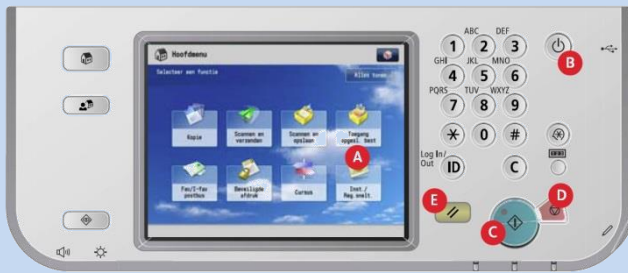 Hoofdmenu
Selecteer een functie
Alles tonen
Kopie
Scannen en verzenden
Scannen en opslaan
Toegang opgesl. best
A
Fax/I-fax postbus
Beveiligde afdruk
Cursus
Inst./ Reg.onelt.
ABC DEF
1 2 3
GHI JKL MNO
4 5 6
PQRS TUV WXYZ
7 8 9
0 #
Log In/ Out
ID C
B
E
C
D